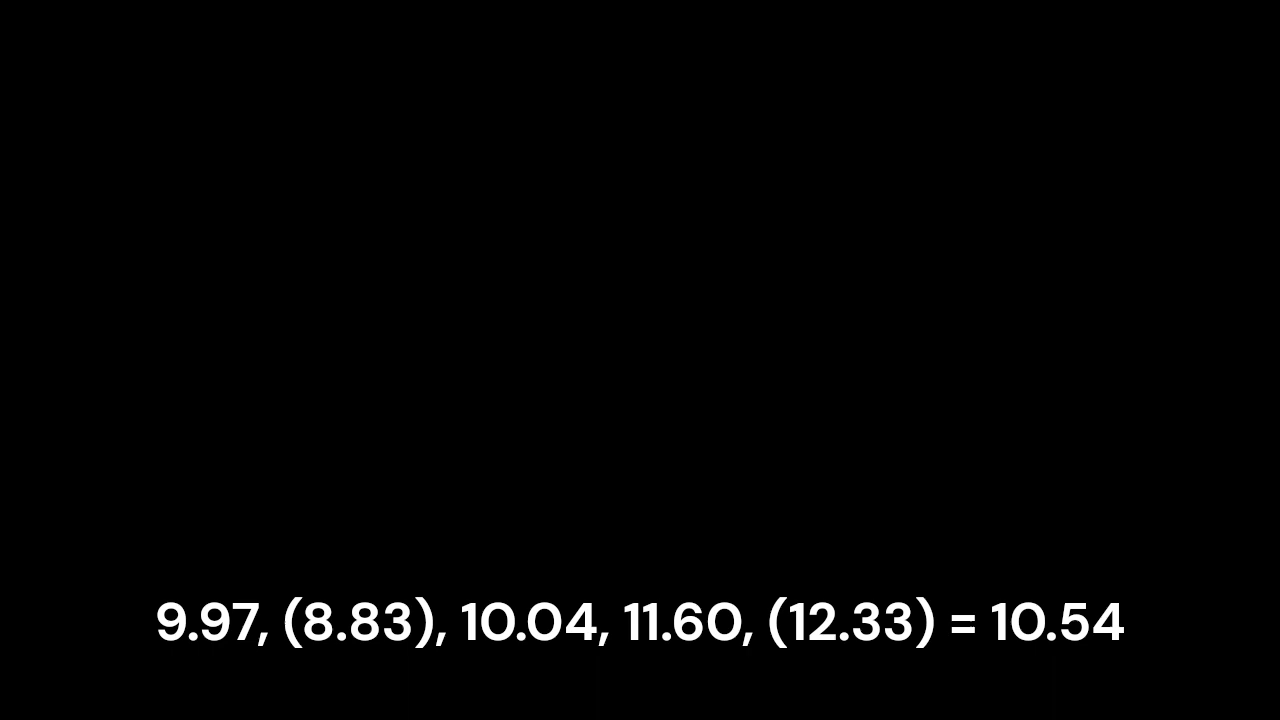 9.97, (8.83), 10.04, 11.60, (12.33) = 10.54